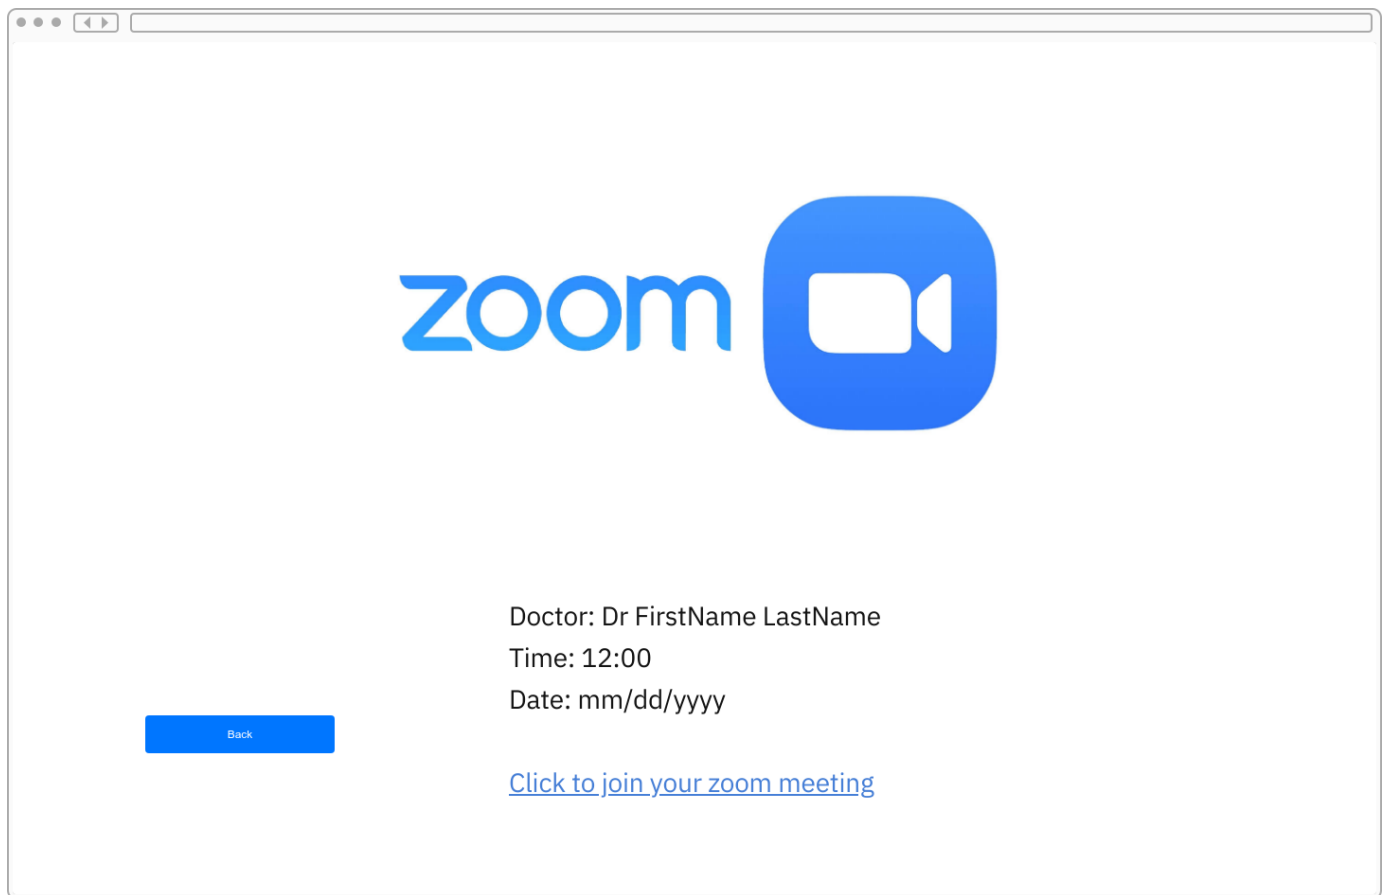 zoom
Doctor: Dr FirstName LastName
Time: 12:00
Date: mm/dd/yyyy
Back
Click to join your zoom meeting